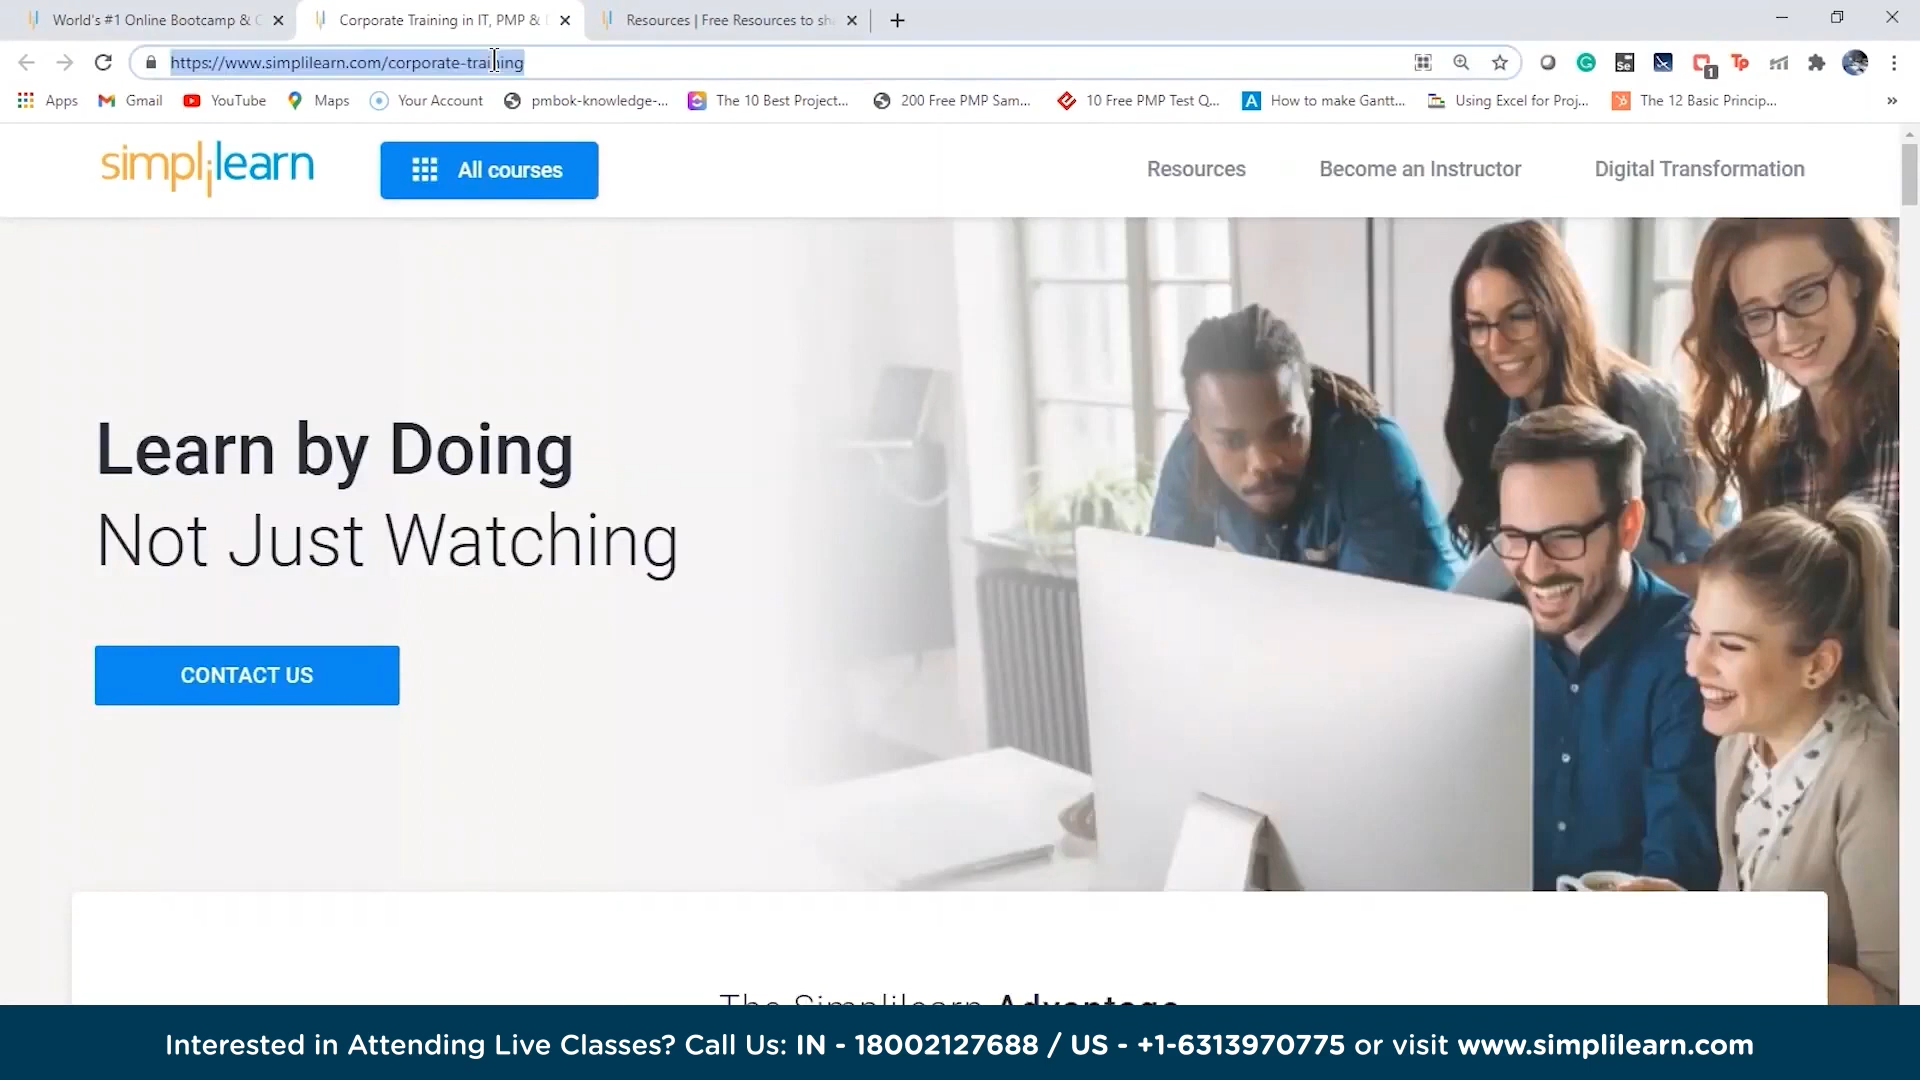 World's #1 Online Bootcamp & C
Corporate Training in IT, PMP &
Resources | Free Resources to sh
https://www.simplilearn.com/corporate-training
Apps
Gmail
YouTube
Maps
Your Account
pmbok-knowledge-...
The 10 Best Project...
200 Free PMP Sam...
10 Free PMP Test Q...
How to make Gantt...
Using Excel for Proj...
The 12 Basic Princip...
simplilearn
All courses
Resources
Become an Instructor
Digital Transformation
Learn by Doing
Not Just Watching
CONTACT US
The Simplilearn Advantage
Interested in Attending Live Classes? Call Us: IN - 18002127688 / US - +1-6313970775 or visit www.simplilearn.com